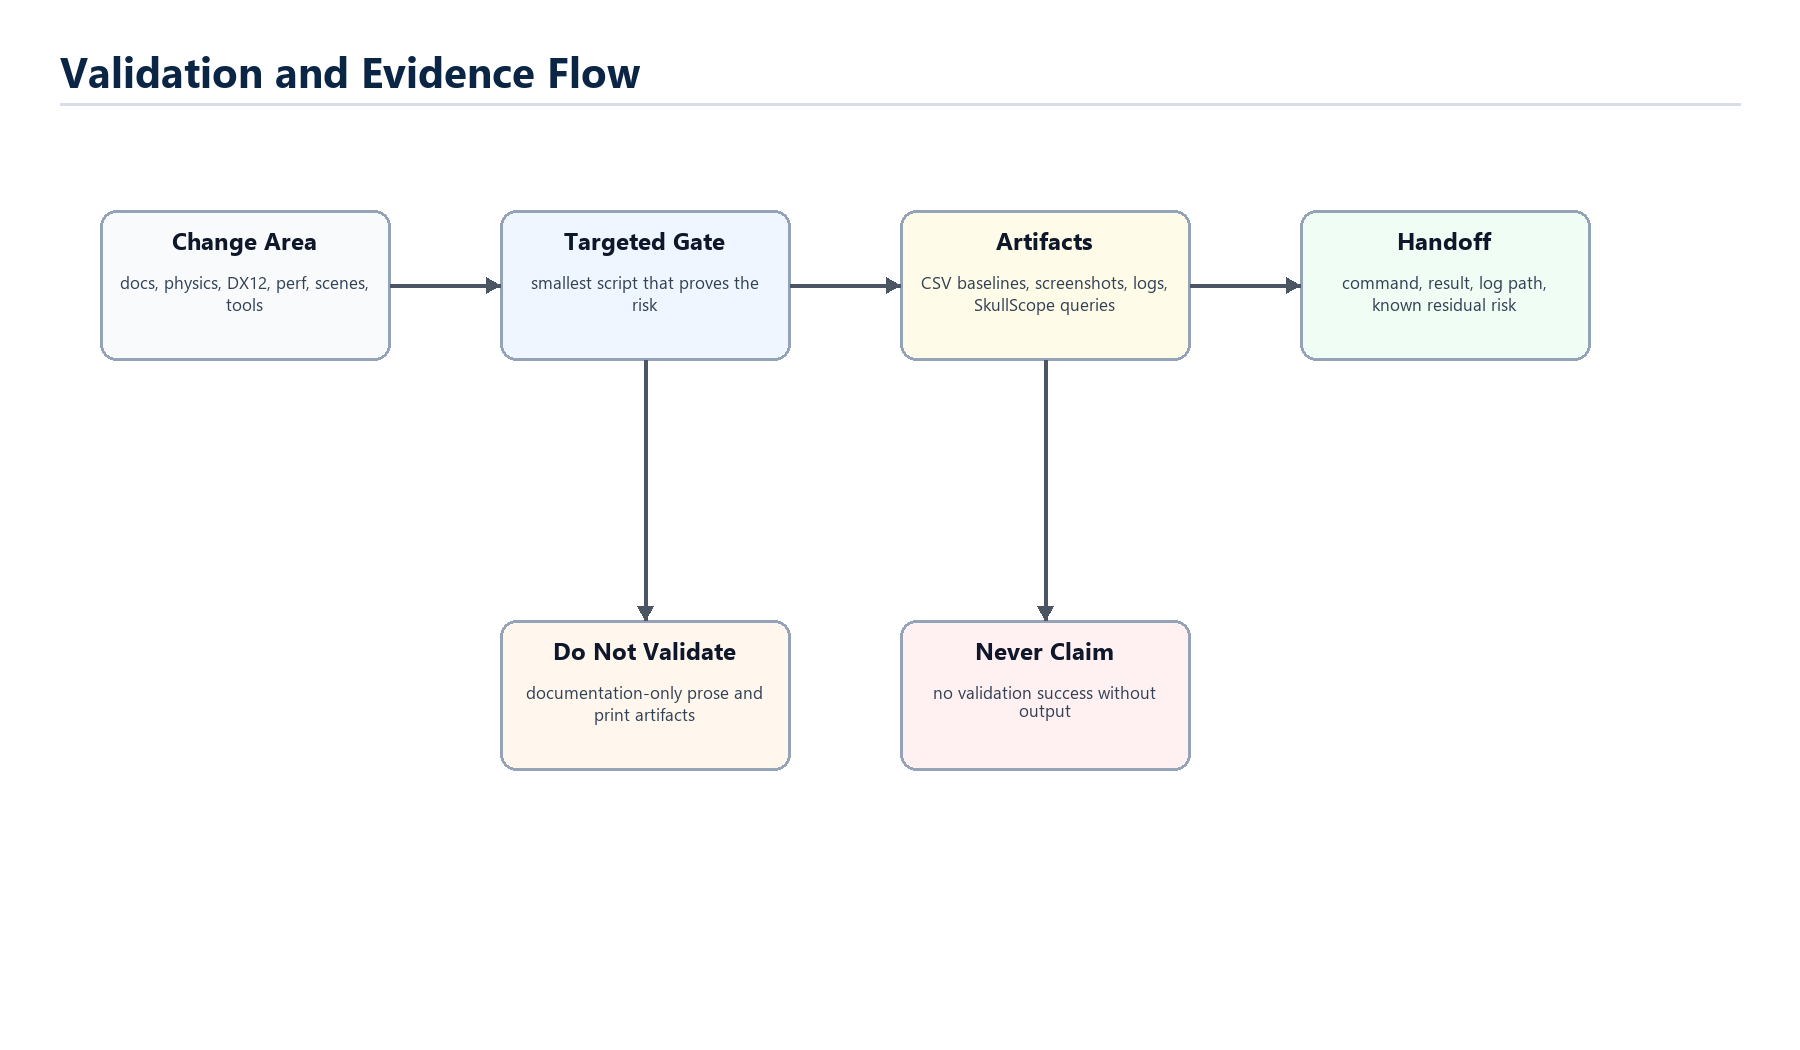 Validation and Evidence Flow
Change Area
docs, physics, DX12, perf, scenes,
tools
Targeted Gate
smallest script that proves the
risk
Artifacts
CSV baselines, screenshots, logs,
SkullScope queries
Handoff
command, result, log path,
known residual risk
Do Not Validate
documentation-only prose and
print artifacts
Never Claim
no validation success without
output